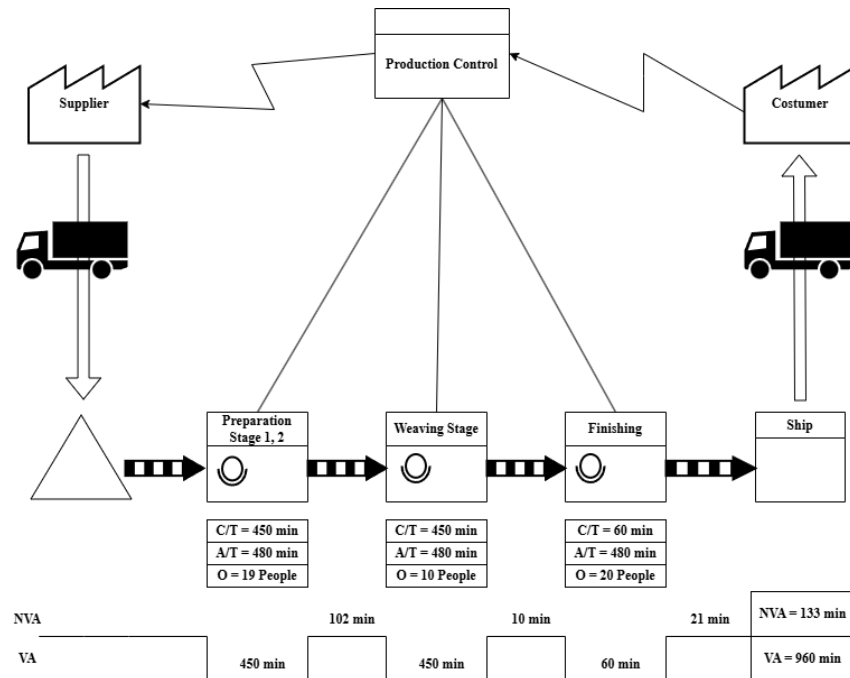 Production Control
Supplier
Costumer
Preparation
Stage 1, 2
Weaving Stage
Finishing
Ship
C/T = 450 min
A/T = 480 min
O = 19 People
C/T = 450 min
A/T = 480 min
O = 10 People
C/T = 60 min
A/T = 480 min
O = 20 People
NVA
102 min
10 min
21 min
NVA = 133 min
VA
450 min
450 min
60 min
VA = 960 min